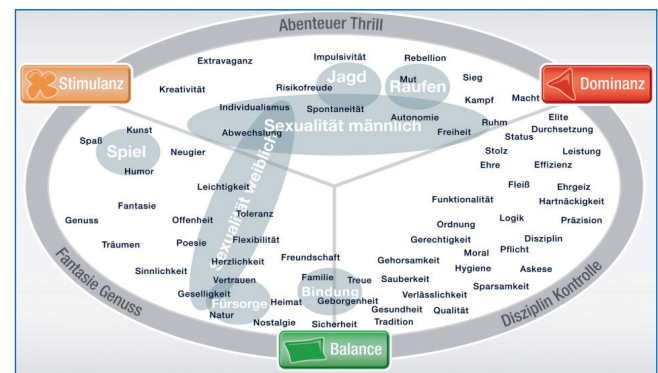 Abenteuer Thrill
Extravaganz
Impulsivität
Rebellion
Stimulanz
Jagd
Mut
Raufen
Sieg
Dominanz
Kreativität
Risikofreude
Kampf
Macht
Individualismus
Spontaneität
Autonomie
Elite
Ruhm
Durchsetzung
Kunst
Abwechslung
Sexualität männlich
Freiheit
Status
Spaß
Spiel
Neugier
Stolz
Leistung
Humor
Ehre
Effizienz
Leichtigkeit
Sexualität weiblich
Fleiß
Ehrgeiz
Fantasie
Funktionalität
Hartnäckigkeit
Genuss
Offenheit
Toleranz
Ordnung
Logik
Präzision
Träumen
Poesie
Flexibilität
Gerechtigkeit
Disziplin
Moral
Pflicht
Herzlichkeit
Freundschaft
Gehorsamkeit
Sinnlichkeit
Hygiene
Askese
Vertrauen
Familie
Treue
Sauberkeit
Sparsamkeit
Geselligkeit
Fürsorge
Heimat
Bindung
Geborgenheit
Verlässlichkeit
Natur
Gesundheit
Qualität
Nostalgie
Sicherheit
Tradition
Fantasie Genuss
Disziplin Kontrolle
Balance